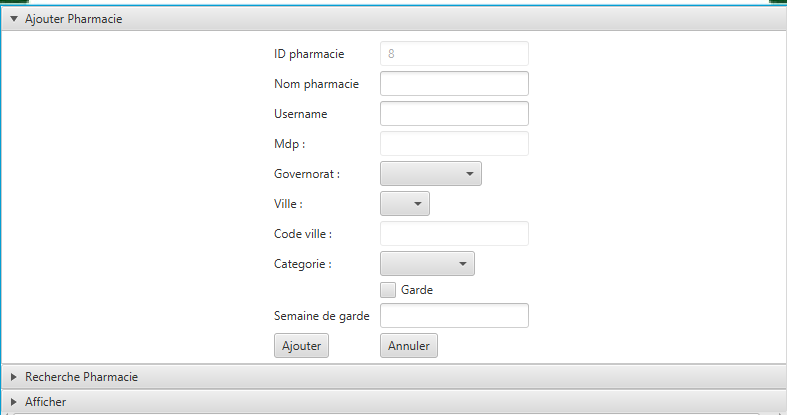 Ajouter Pharmacie
ID pharmacie 8
Nom pharmacie
Username
Mdp :
Governorat :
Ville :
Code ville :
Categorie :
Garde
Semaine de garde
Ajouter Annuler
Recherche Pharmacie
Afficher